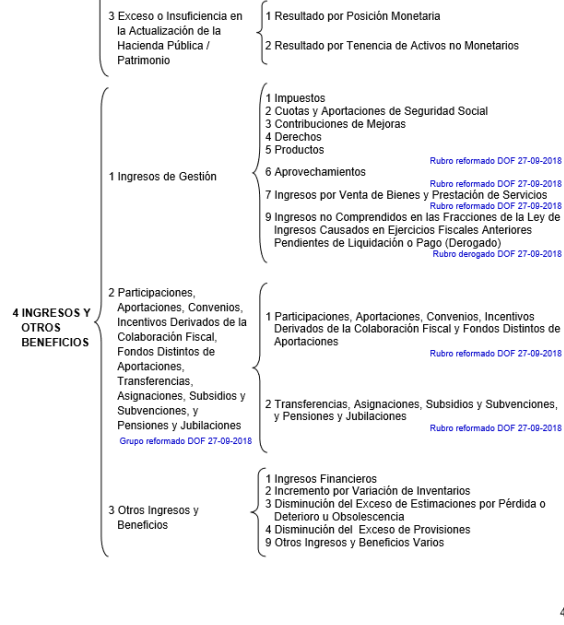 3 Exceso o Insuficiencia en
la Actualización de la
Hacienda Pública /
Patrimonio
1 Resultado por Posición Monetaria
2 Resultado por Tenencia de Activos no Monetarios
4 INGRESOS Y
OTROS
BENEFICIOS
1 Ingresos de Gestión
1 Impuestos
2 Cuotas y Aportaciones de Seguridad Social
3 Contribuciones de Mejoras
4 Derechos
5 Productos
Rubro reformado DOF 27-09-2018
6 Aprovechamientos
Rubro reformado DOF 27-09-2018
7 Ingresos por Venta de Bienes y Prestación de Servicios
Rubro reformado DOF 27-09-2018
9 Ingresos no Comprendidos en las Fracciones de la Ley de
Ingresos Causados en Ejercicios Fiscales Anteriores
Pendientes de Liquidación o Pago (Derogado)
Rubro derogado DOF 27-09-2018
2 Participaciones,
Aportaciones, Convenios,
Incentivos Derivados de la
Colaboración Fiscal,
Fondos Distintos de
Aportaciones,
Transferencias,
Asignaciones, Subsidios y
Subvenciones, y
Pensiones y Jubilaciones
Grupo reformado DOF 27-09-2018
1 Participaciones, Aportaciones, Convenios, Incentivos
Derivados de la Colaboración Fiscal y Fondos Distintos de
Aportaciones
Rubro reformado DOF 27-09-2018
2 Transferencias, Asignaciones, Subsidios y Subvenciones,
y Pensiones y Jubilaciones
Rubro reformado DOF 27-09-2018
3 Otros Ingresos y
Beneficios
1 Ingresos Financieros
2 Incremento por Variación de Inventarios
3 Disminución del Exceso de Estimaciones por Pérdida o
Deterioro u Obsolescencia
4 Disminución del Exceso de Provisiones
9 Otros Ingresos y Beneficios Varios
4